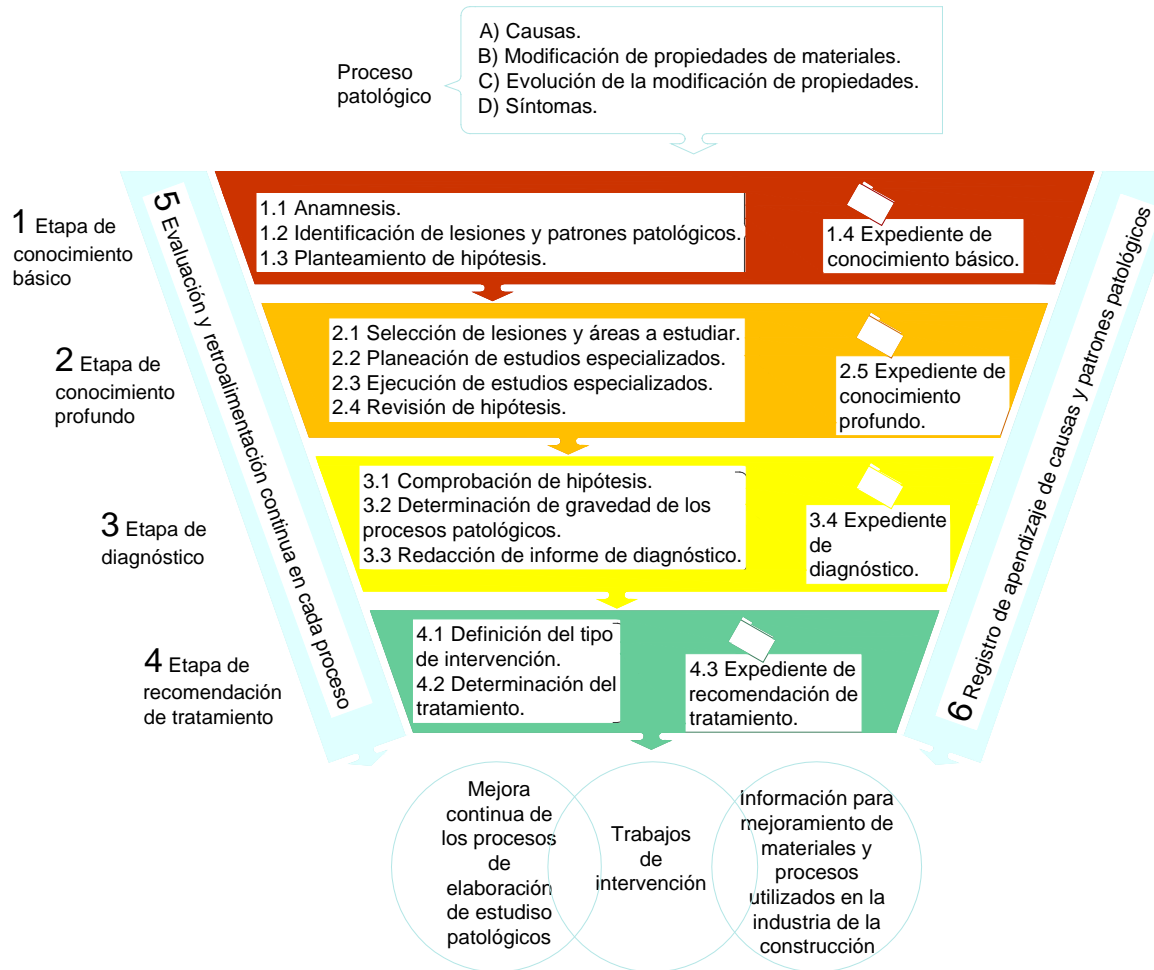 A) Causas.
B) Modificación de propiedades de materiales.
C) Evolución de la modificación de propiedades.
D) Síntomas.
Proceso
patológico
1 Etapa de
conocimiento
básico
1.1 Anamnesis.
1.2 Identificación de lesiones y patrones patológicos.
1.3 Planteamiento de hipótesis.
1.4 Expediente de
conocimiento básico.
2 Etapa de
conocimiento
profundo
2.1 Selección de lesiones y áreas a estudiar.
2.2 Planeación de estudios especializados.
2.3 Ejecución de estudios especializados.
2.4 Revisión de hipótesis.
2.5 Expediente de
conocimiento
profundo.
3 Etapa de
diagnóstico
3.1 Comprobación de hipótesis.
3.2 Determinación de gravedad de los
procesos patológicos.
3.3 Redacción de informe de diagnóstico.
3.4 Expediente
de
diagnóstico.
4 Etapa de
recomendación
de tratamiento
4.1 Definición del tipo
de intervención.
4.2 Determinación del
tratamiento.
4.3 Expediente de
recomendación de
tratamiento.
5 Evaluación y retroalimentación continua en cada proceso
6 Registro de apendizaje de causas y patrones patológicos
Mejora
continua de
los procesos
de
elaboración
de estudiso
patológicos
Trabajos
de
intervención
Información para
mejoramiento de
materiales y
procesos
utilizados en la
industria de la
construcción